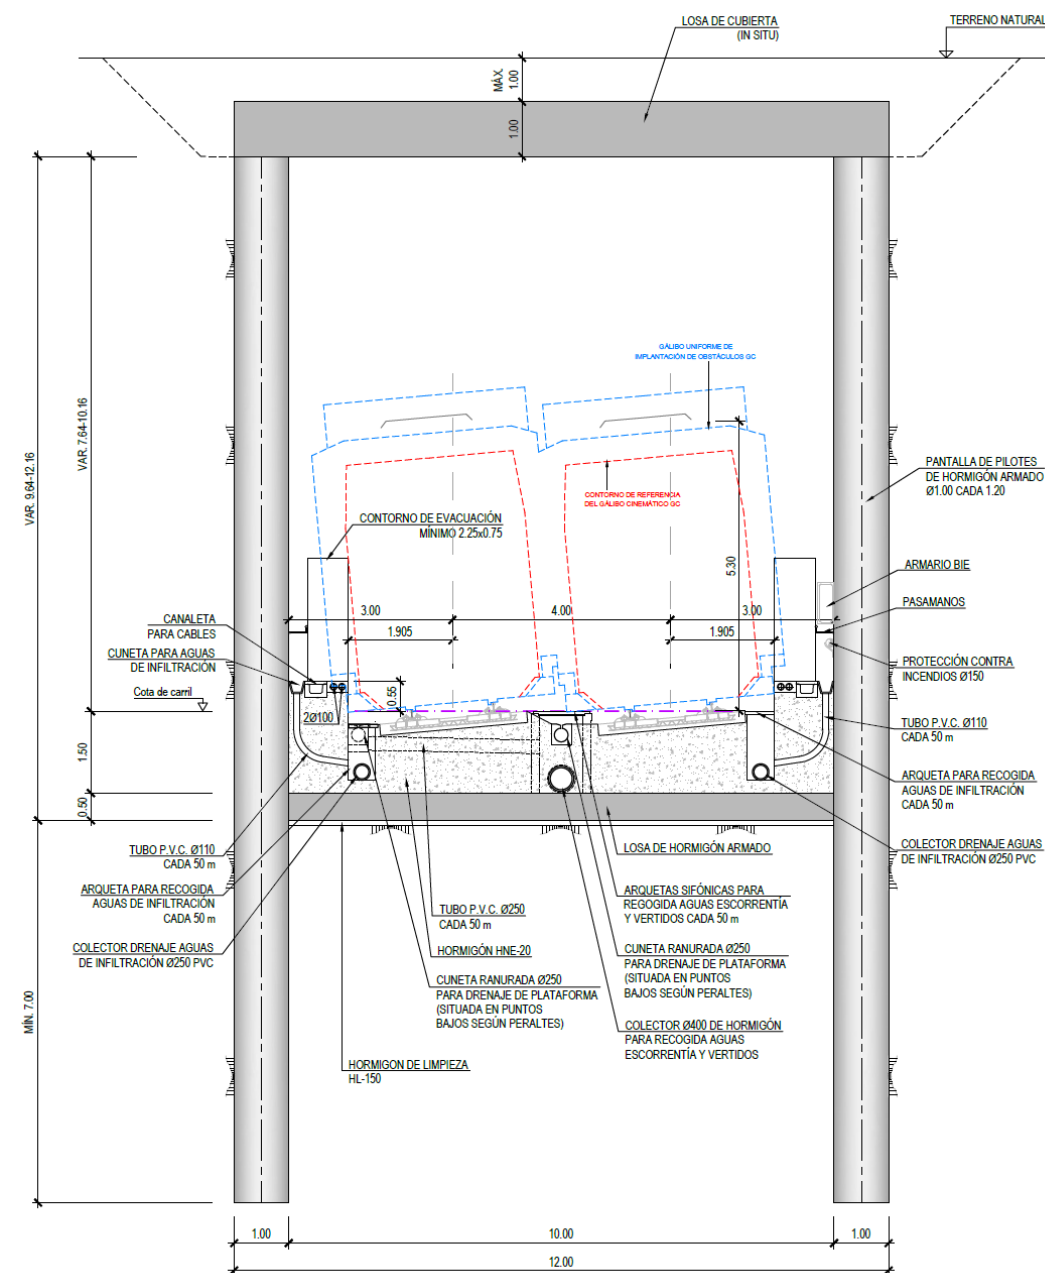 LOSA DE CUBIERTA
(IN SITU)
TERRENO NATURAL
MÁX.
1.00
1.00
VAR. 9.64-12.16
VAR. 7.64-10.16
GÁLIBO UNIFORME DE
IMPLANTACIÓN DE OBSTÁCULOS GC
CONTORNO DE REFERENCIA
DEL GÁLIBO CINEMÁTICO GC
PANTALLA DE PILOTES
DE HORMIGÓN ARMADO
Ø1.00 CADA 1.20
CONTORNO DE EVACUACIÓN
MÍNIMO 2.25x0.75
5.30
ARMARIO BIE
PASAMANOS
3.00
4.00
3.00
1.905
1.905
CANALETA
PARA CABLES
CUNETA PARA AGUAS
DE INFILTRACIÓN
Cota de carril
0.55
2Ø100
PROTECCIÓN CONTRA
INCENDIOS Ø150
TUBO P.V.C. Ø110
CADA 50 m
1.50
0.50
ARQUETA PARA RECOGIDA
AGUAS DE INFILTRACIÓN
CADA 50 m
COLECTOR DRENAJE AGUAS
DE INFILTRACIÓN Ø250 PVC
TUBO P.V.C. Ø110
CADA 50 m
ARQUETA PARA RECOGIDA
AGUAS DE INFILTRACIÓN
CADA 50 m
COLECTOR DRENAJE AGUAS
DE INFILTRACIÓN Ø250 PVC
LOSA DE HORMIGÓN ARMADO
ARQUETAS SIFÓNICAS PARA
REGOGIDA AGUAS ESCORRENTÍA
Y VERTIDOS CADA 50 m
TUBO P.V.C. Ø250
CADA 50 m
HORMIGÓN HNE-20
CUNETA RANURADA Ø250
PARA DRENAJE DE PLATAFORMA
(SITUADA EN PUNTOS
BAJOS SEGÚN PERALTES)
CUNETA RANURADA Ø250
PARA DRENAJE DE PLATAFORMA
(SITUADA EN PUNTOS
BAJOS SEGÚN PERALTES)
COLECTOR Ø400 DE HORMIGÓN
PARA RECOGIDA AGUAS
ESCORRENTÍA Y VERTIDOS
HORMIGON DE LIMPIEZA
HL-150
MÍN. 7.00
1.00
10.00
1.00
12.00